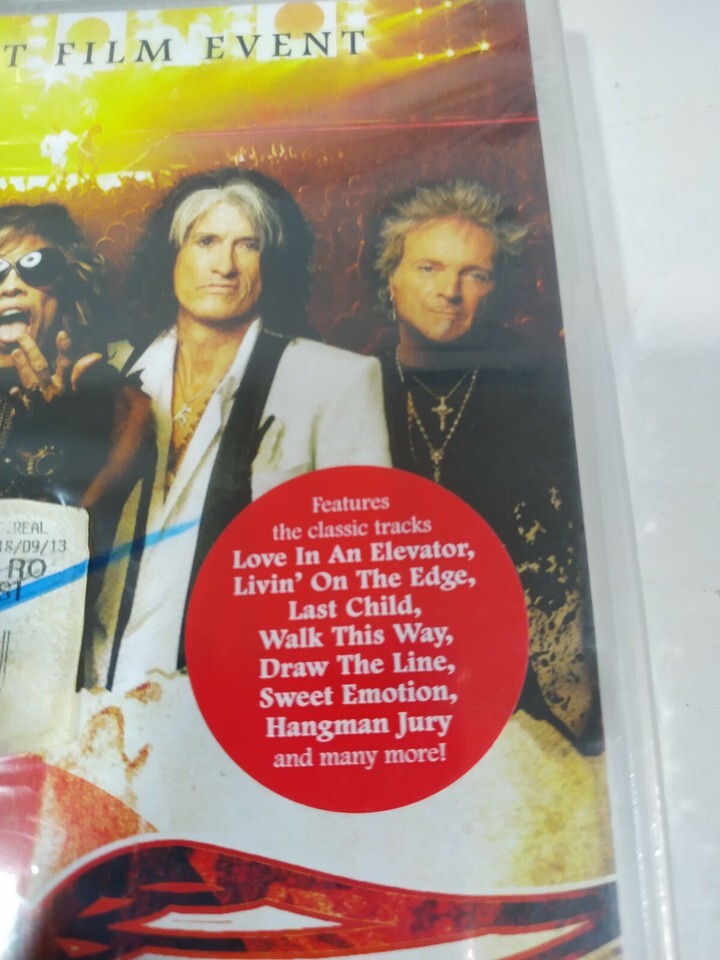 T FILM EVENT
Features
the classic tracks
Love In An Elevator,
Livin' On The Edge,
Last Child,
Walk This Way,
Draw The Line,
Sweet Emotion,
Hangman Jury
and many more!
C.REAL
18/09/13
RO